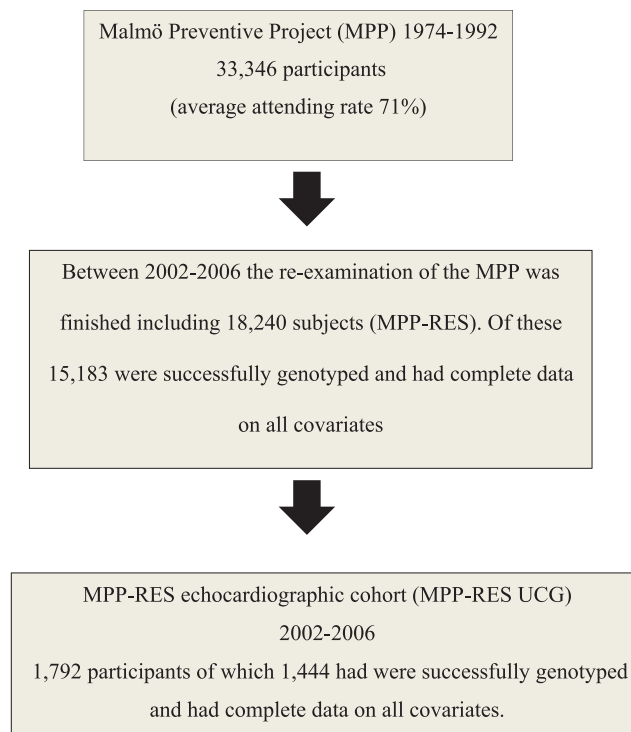 Malmö Preventive Project (MPP) 1974-1992
33,346 participants
(average attending rate 71%)
Between 2002-2006 the re-examination of the MPP was
finished including 18,240 subjects (MPP-RES). Of these
15,183 were successfully genotyped and had complete data
on all covariates
MPP-RES echocardiographic cohort (MPP-RES UCG)
2002-2006
1,792 participants of which 1,444 had were successfully genotyped
and had complete data on all covariates.